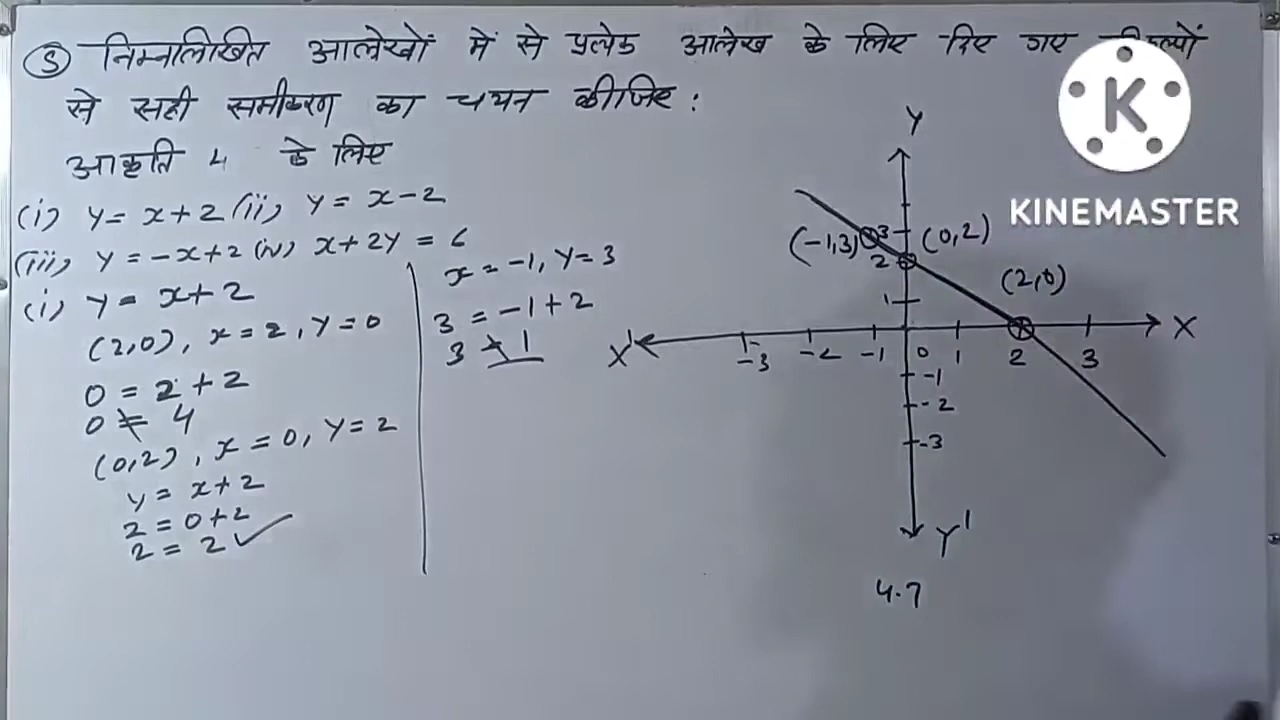 (5) निम्नलिखित आलेखों में से प्रत्येक आलेख के लिए दिए गए
से सही समीकरण का चयन कीजिए :
आकृति 4 के लिए
(i) y = x+2 (ii) y = x-2
(iii) y = -x+2 (iv) x+2y = 6
(i) y = x+2
(2,0), x=2, y=0
0 = 2+2
0 ≠ 4
(0,2), x=0, y=2
y = x+2
2 = 0+2
2 = 2 ✓
x = -1, y=3
3 = -1+2
3 ≠ 1
Y
(-1,3) 3 (0,2)
2
(2,0)
1
X' X
-3 -2 -1 0 1 2 3
-1
-2
-3
Y'
4.7
K
KINEMASTER